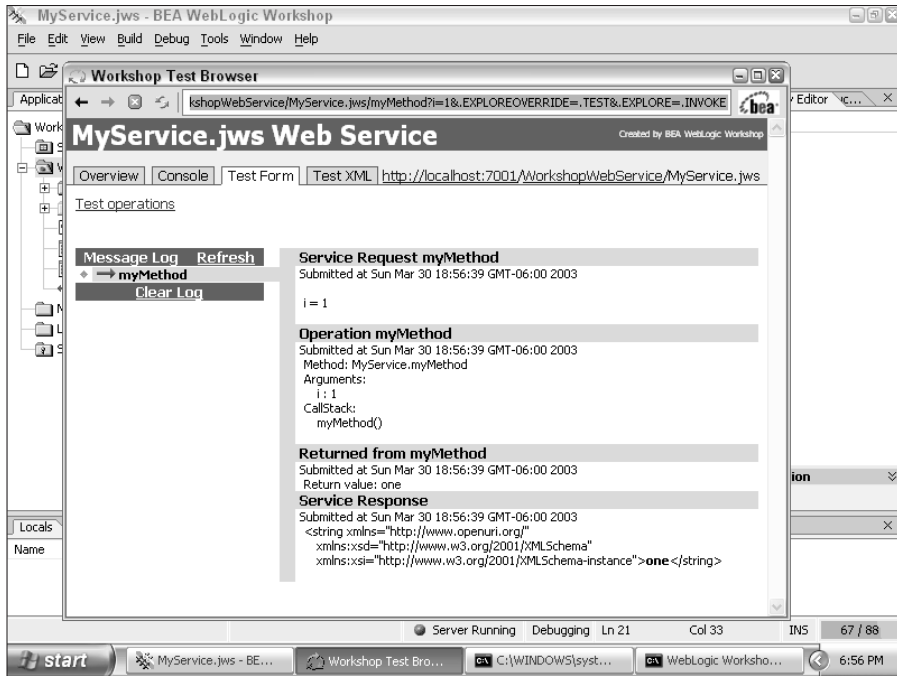 MyService.jws - BEA WebLogic Workshop
File Edit View Build Debug Tools Window Help
Workshop Test Browser
Applicat
kshopWebService/MyService.jws/myMethod?i=1&.EXPLOREOVERRIDE=.TEST&.EXPLORE=.INVOKE
bea
Editor
Work
MyService.jws Web Service
Created by BEA WebLogic Workshop
Overview Console Test Form Test XML http://localhost:7001/WorkshopWebService/MyService.jws
Test operations
Message Log Refresh
myMethod
Clear Log
Service Request myMethod
Submitted at Sun Mar 30 18:56:39 GMT-06:00 2003
i = 1
Operation myMethod
Submitted at Sun Mar 30 18:56:39 GMT-06:00 2003
Method: MyService.myMethod
Arguments:
i : 1
CallStack:
myMethod()
Returned from myMethod
Submitted at Sun Mar 30 18:56:39 GMT-06:00 2003
Return value: one
Service Response
Submitted at Sun Mar 30 18:56:39 GMT-06:00 2003
<string xmlns="http://www.openuri.org/"
xmlns:xsd="http://www.w3.org/2001/XMLSchema"
xmlns:xsi="http://www.w3.org/2001/XMLSchema-instance">one</string>
ion
Locals
Name
Server Running Debugging Ln 21 Col 33 INS 67 / 88
start MyService.jws - BE... Workshop Test Bro... C:\WINDOWS\syst... WebLogic Worksho... 6:56 PM